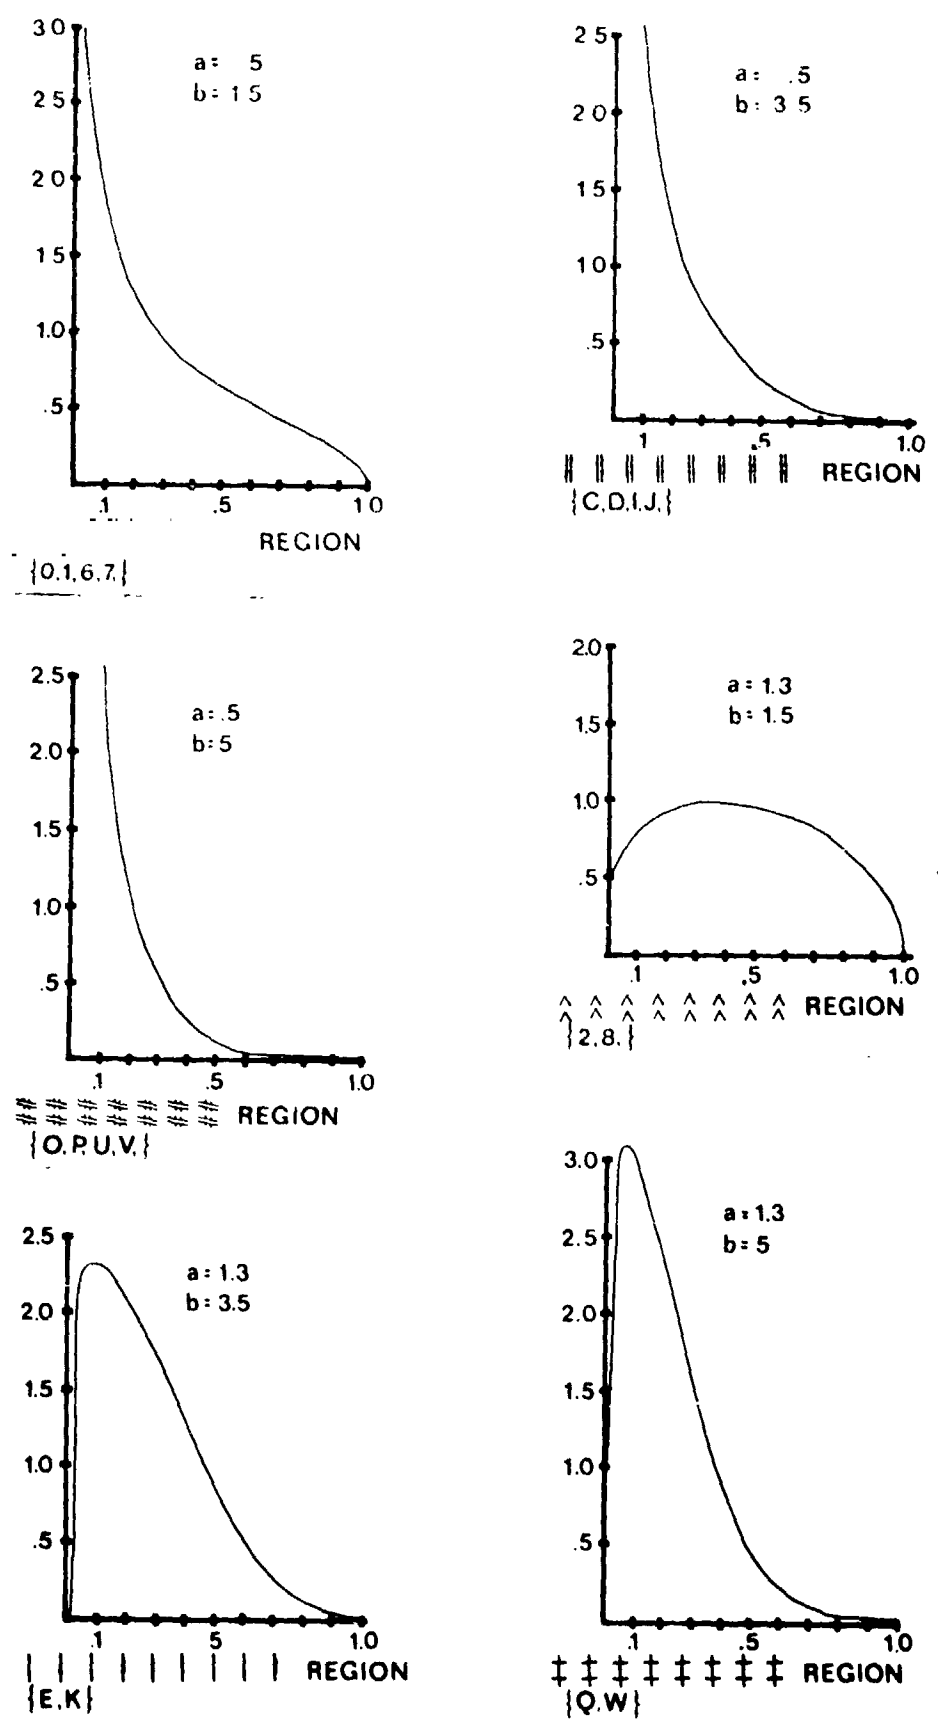 3 0
2 5
2 0
1 5
1.0
.5
a= 5
b= 1 5
.1 .5 1 0
REGION
{0.1.6.7.}
2 5
2 0
1 5
1 0
.5
a= .5
b= 3 5
1 .5 1.0
REGION
{C.D.I.J.}
2.5
2.0
1.5
1.0
.5
a=.5
b=5
.1 .5 1.0
## ## ## ## ## ## ## REGION
{O.P.U.V.}
2.0
1.5
1.0
.5
a=1.3
b=1.5
.1 .5 1.0
^ ^ ^ ^ ^ ^ ^ ^ REGION
{2.8.}
2.5
2.0
1.5
1.0
.5
a=1.3
b=3.5
.1 5 1.0
| | | | | | | | | REGION
{E.K}
3.0
2.5
2.0
1.5
1.0
.5
a=1.3
b=5
.1 .5 1.0
‡ ‡ ‡ ‡ ‡ ‡ ‡ ‡ REGION
{Q.W}